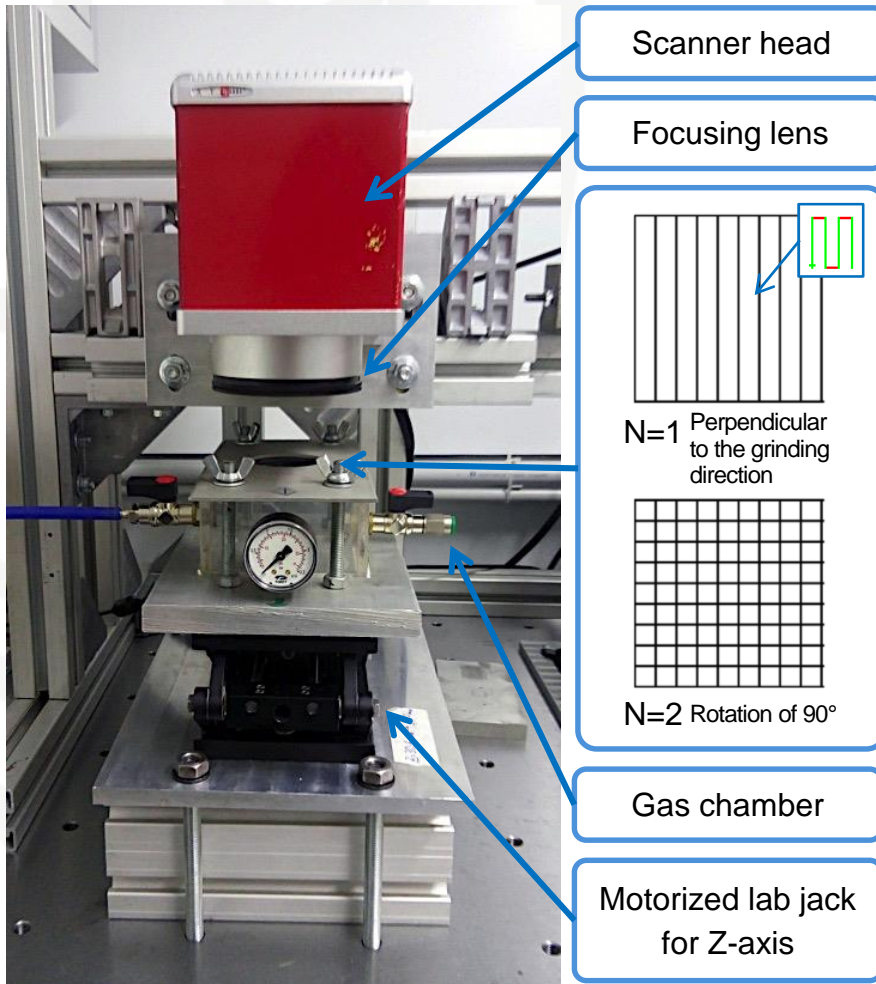 Scanner head
Focusing lens
N=1 Perpendicular
to the grinding
direction
N=2 Rotation of 90°
Gas chamber
Motorized lab jack
for Z-axis